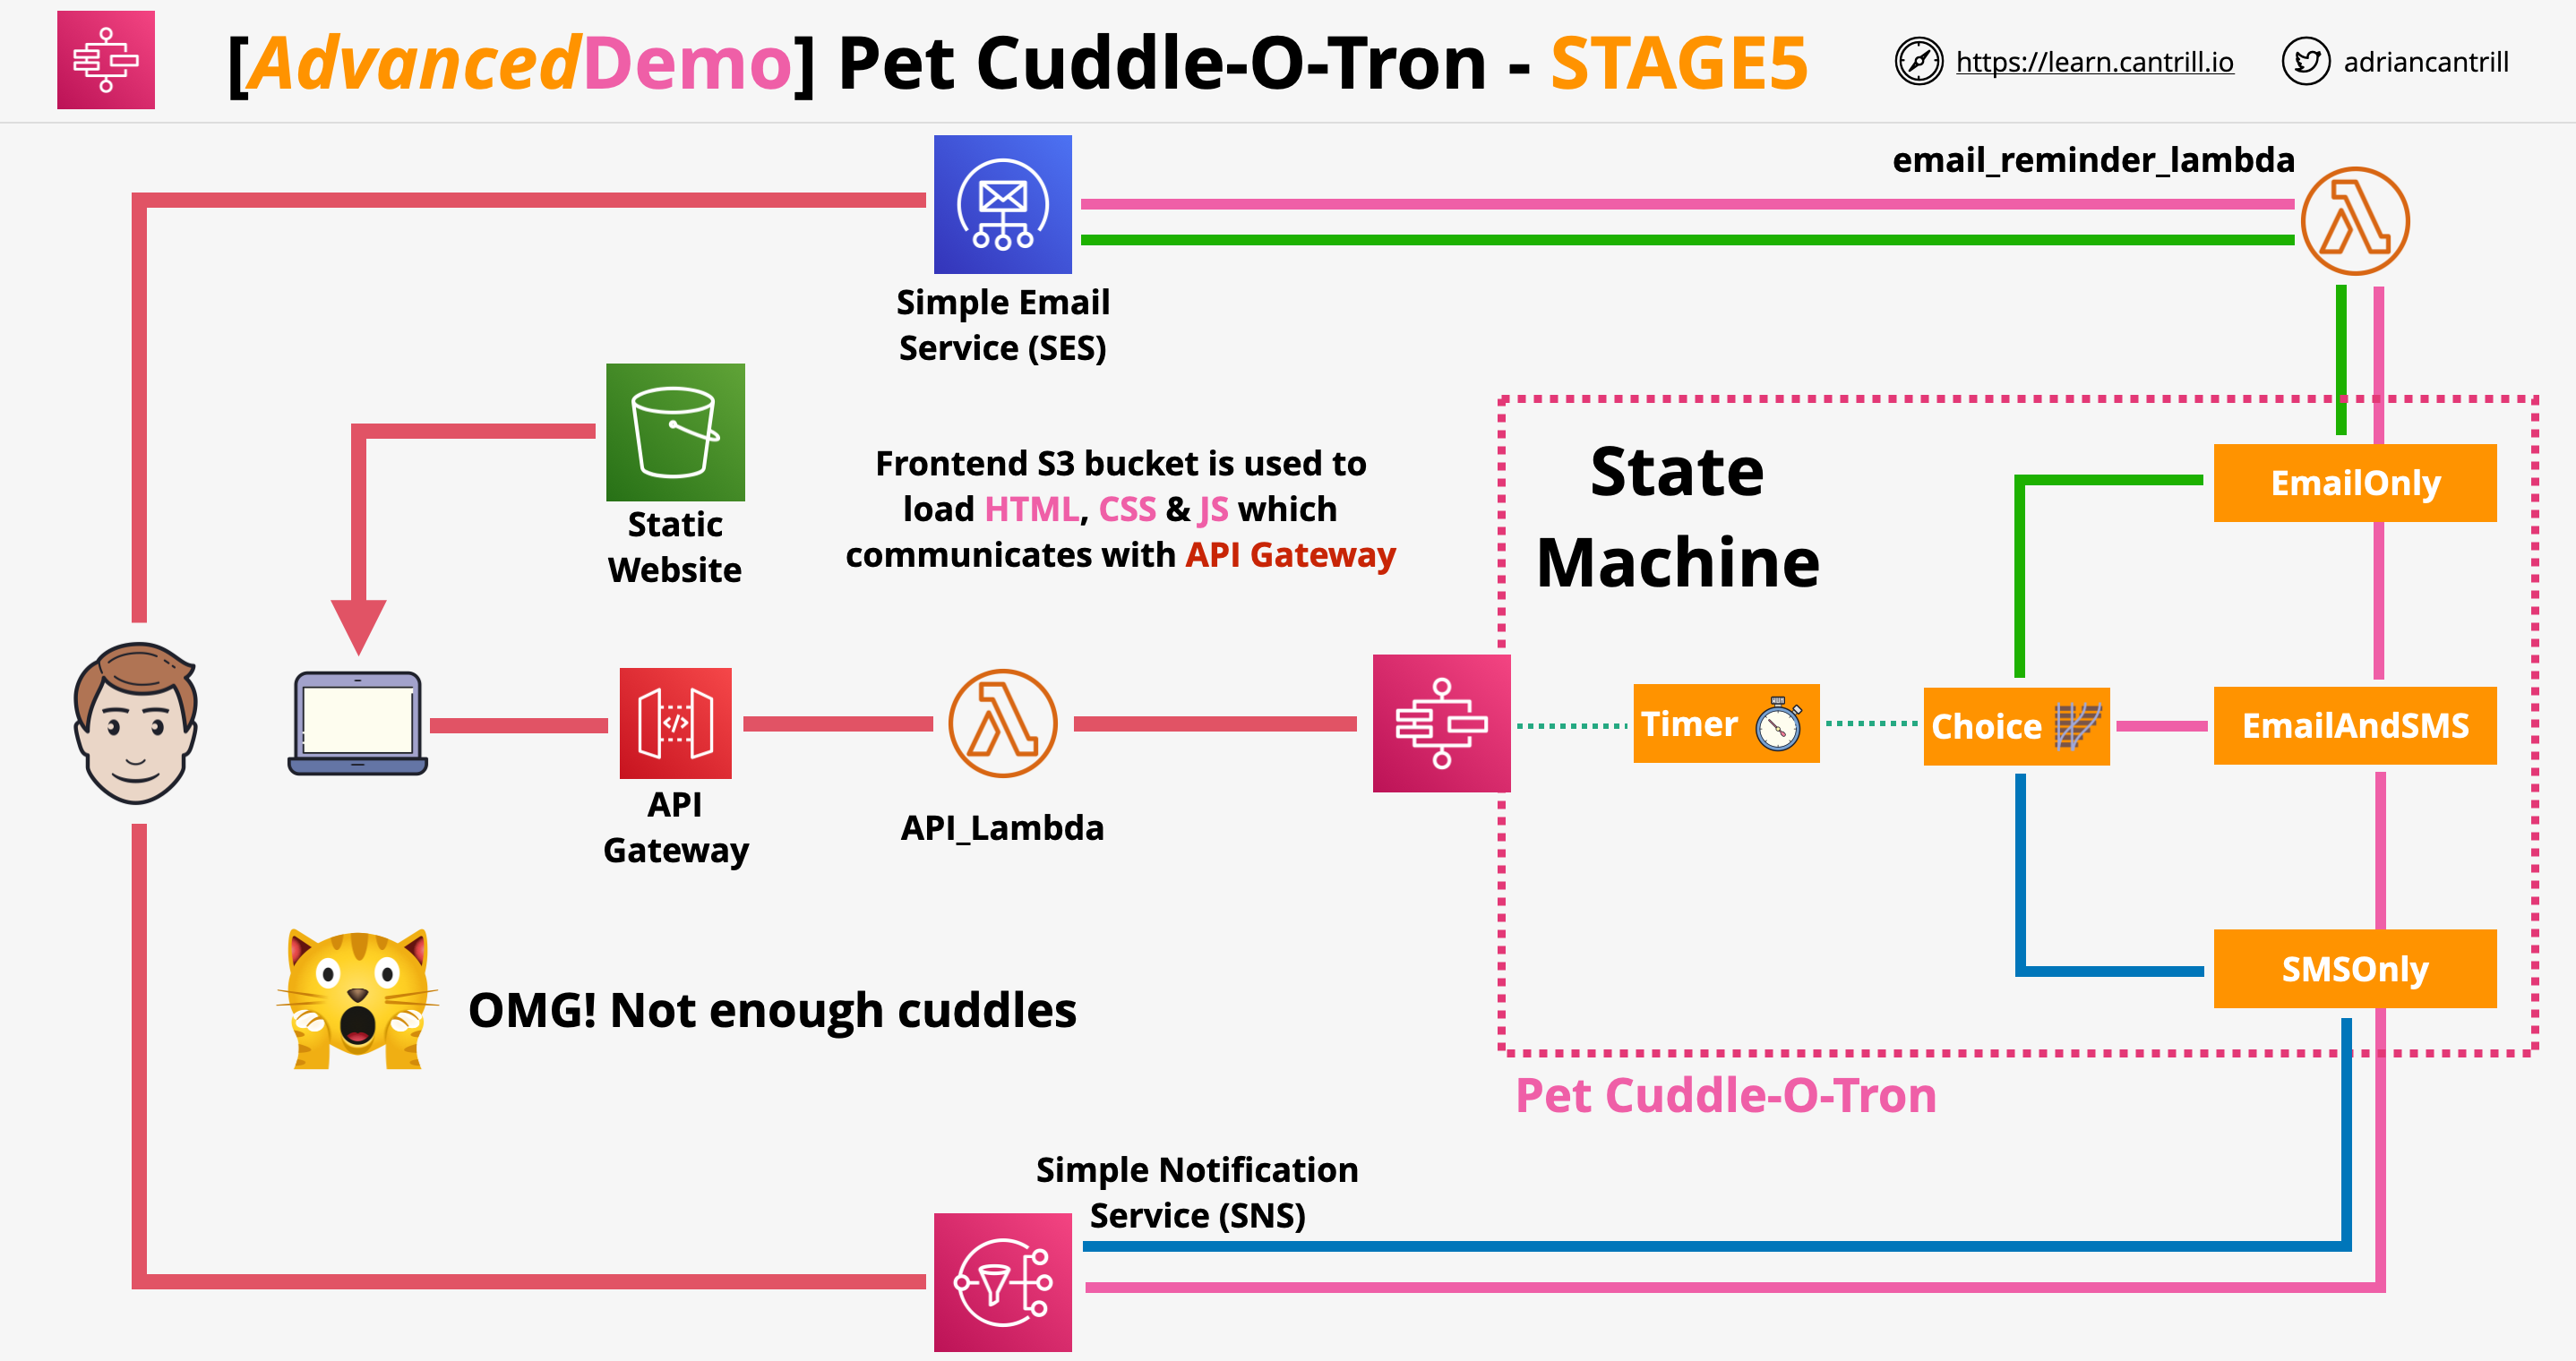 [AdvancedDemo] Pet Cuddle-O-Tron - STAGE5
https://learn.cantrill.io
adriancantrill
email_reminder_lambda
Simple Email
Service (SES)
Static
Website
Frontend S3 bucket is used to
load HTML, CSS & JS which
communicates with API Gateway
State
Machine
EmailOnly
Timer
Choice
EmailAndSMS
API
Gateway
API_Lambda
SMSOnly
OMG! Not enough cuddles
Pet Cuddle-O-Tron
Simple Notification
Service (SNS)